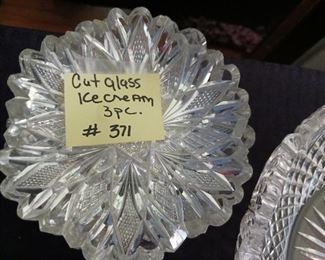 Cut glass
Icecream
3pc.
# 371